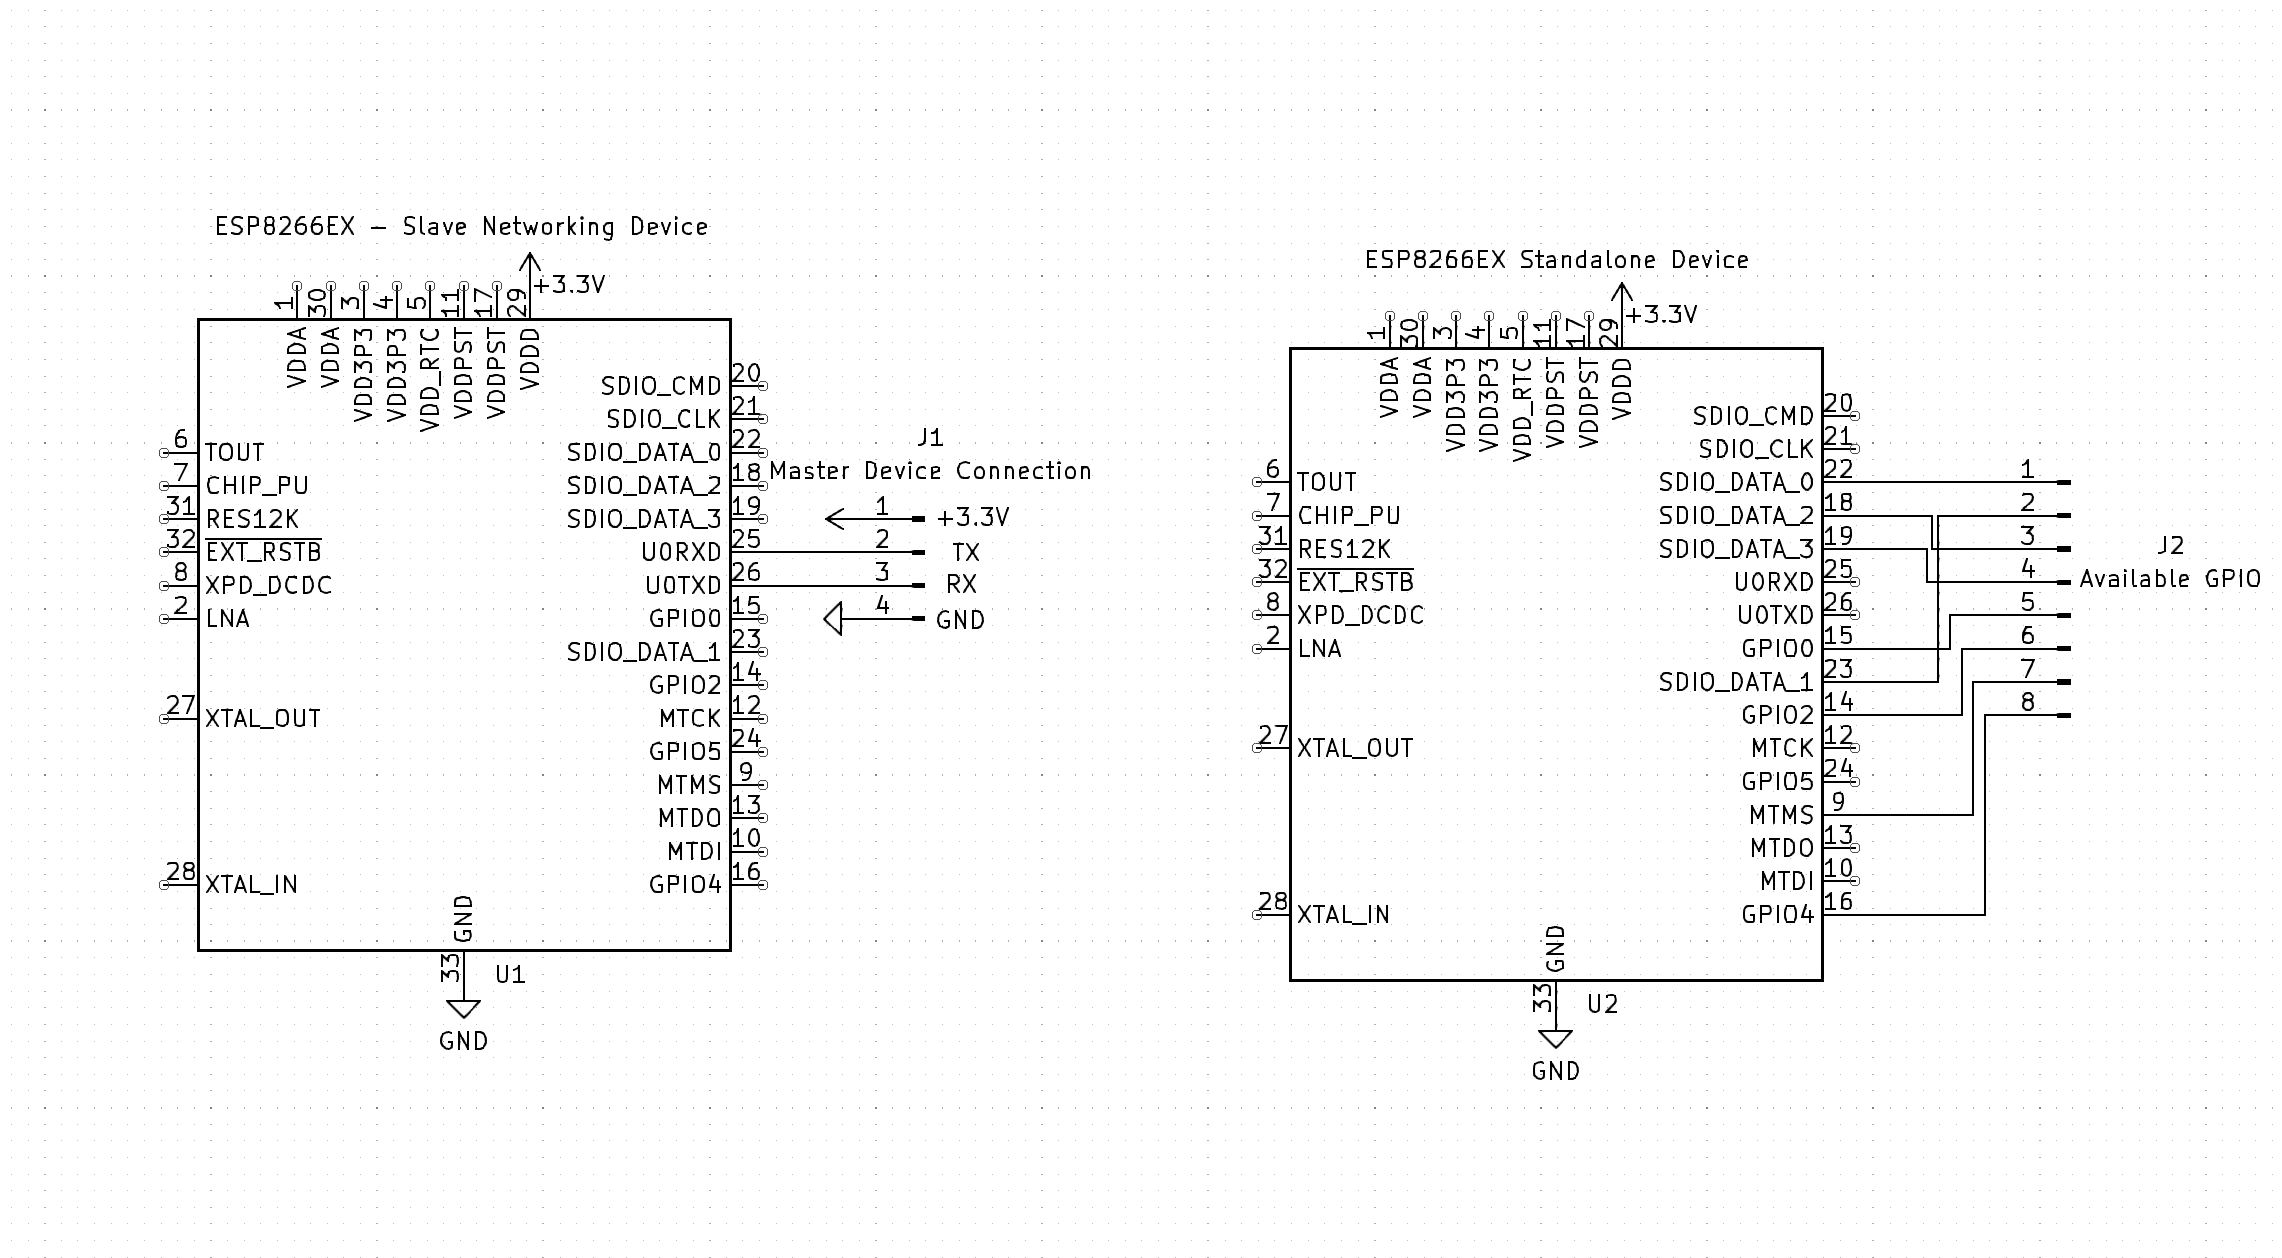 ESP8266EX – Slave Networking Device
+3.3V
1
30
3
4
5
11
17
29
VDDA
VDDA
VDD3P3
VDD3P3
VDD_RTC
VDDPST
VDDPST
VDDD
6
TOUT
7
CHIP_PU
31
RES12K
32
EXT_RSTB
8
XPD_DCDC
2
LNA
27
XTAL_OUT
28
XTAL_IN
SDIO_CMD
20
SDIO_CLK
21
SDIO_DATA_0
22
SDIO_DATA_2
18
SDIO_DATA_3
19
U0RXD
25
U0TXD
26
GPIO0
15
SDIO_DATA_1
23
GPIO2
14
MTCK
12
GPIO5
24
MTMS
9
MTDO
13
MTDI
10
GPIO4
16
GND
33
U1
GND
J1
Master Device Connection
1
+3.3V
2
TX
3
RX
4
GND
ESP8266EX Standalone Device
+3.3V
1
30
3
4
5
11
17
29
VDDA
VDDA
VDD3P3
VDD3P3
VDD_RTC
VDDPST
VDDPST
VDDD
6
TOUT
7
CHIP_PU
31
RES12K
32
EXT_RSTB
8
XPD_DCDC
2
LNA
27
XTAL_OUT
28
XTAL_IN
SDIO_CMD
20
SDIO_CLK
21
SDIO_DATA_0
22
SDIO_DATA_2
18
SDIO_DATA_3
19
U0RXD
25
U0TXD
26
GPIO0
15
SDIO_DATA_1
23
GPIO2
14
MTCK
12
GPIO5
24
MTMS
9
MTDO
13
MTDI
10
GPIO4
16
GND
33
U2
GND
1
2
3
4
5
6
7
8
J2
Available GPIO